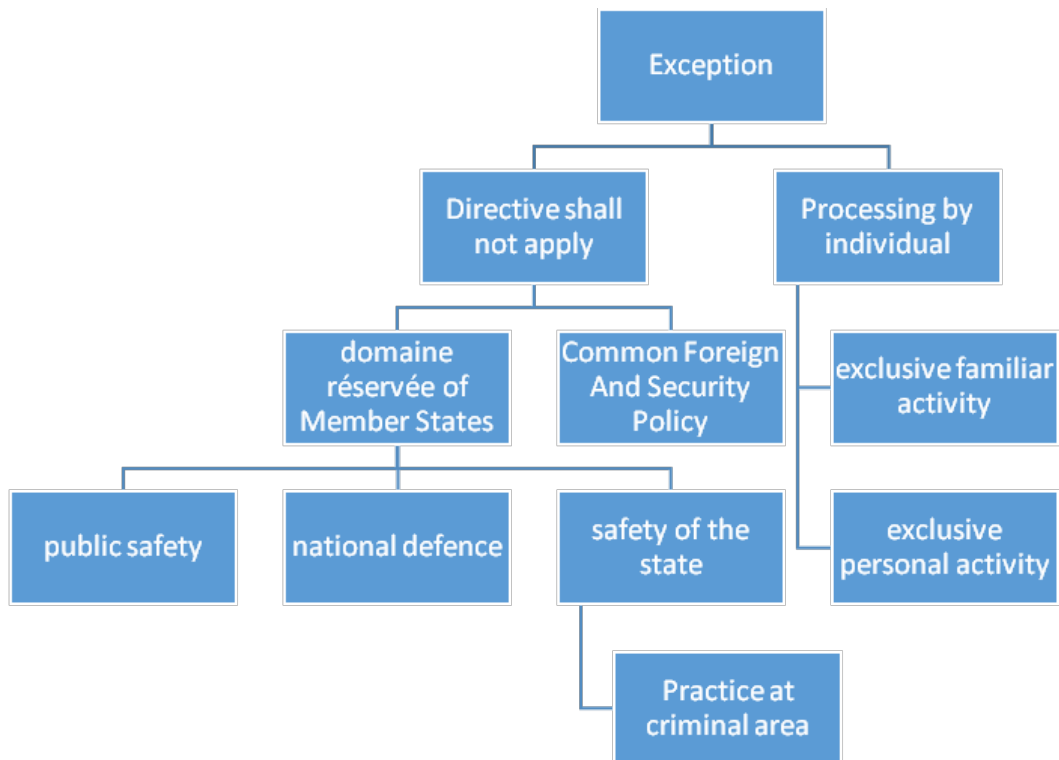 Exception
Directive shall
not apply
Processing by
individual
domaine
réservée of
Member States
Common Foreign
And Security
Policy
exclusive familiar
activity
public safety
national defence
safety of the
state
exclusive
personal activity
Practice at
criminal area